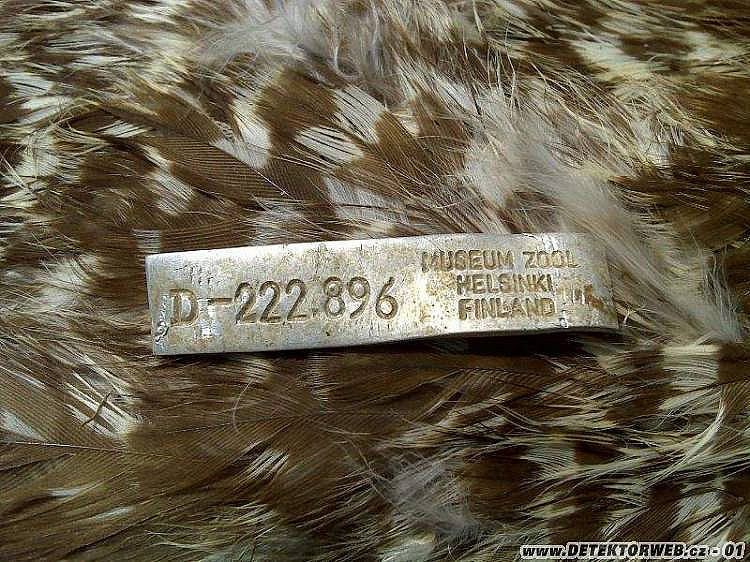 D-222.896
MUSEUM ZOOL
HELSINKI
FINLAND
www.DETEKTORWEB.cz - 01